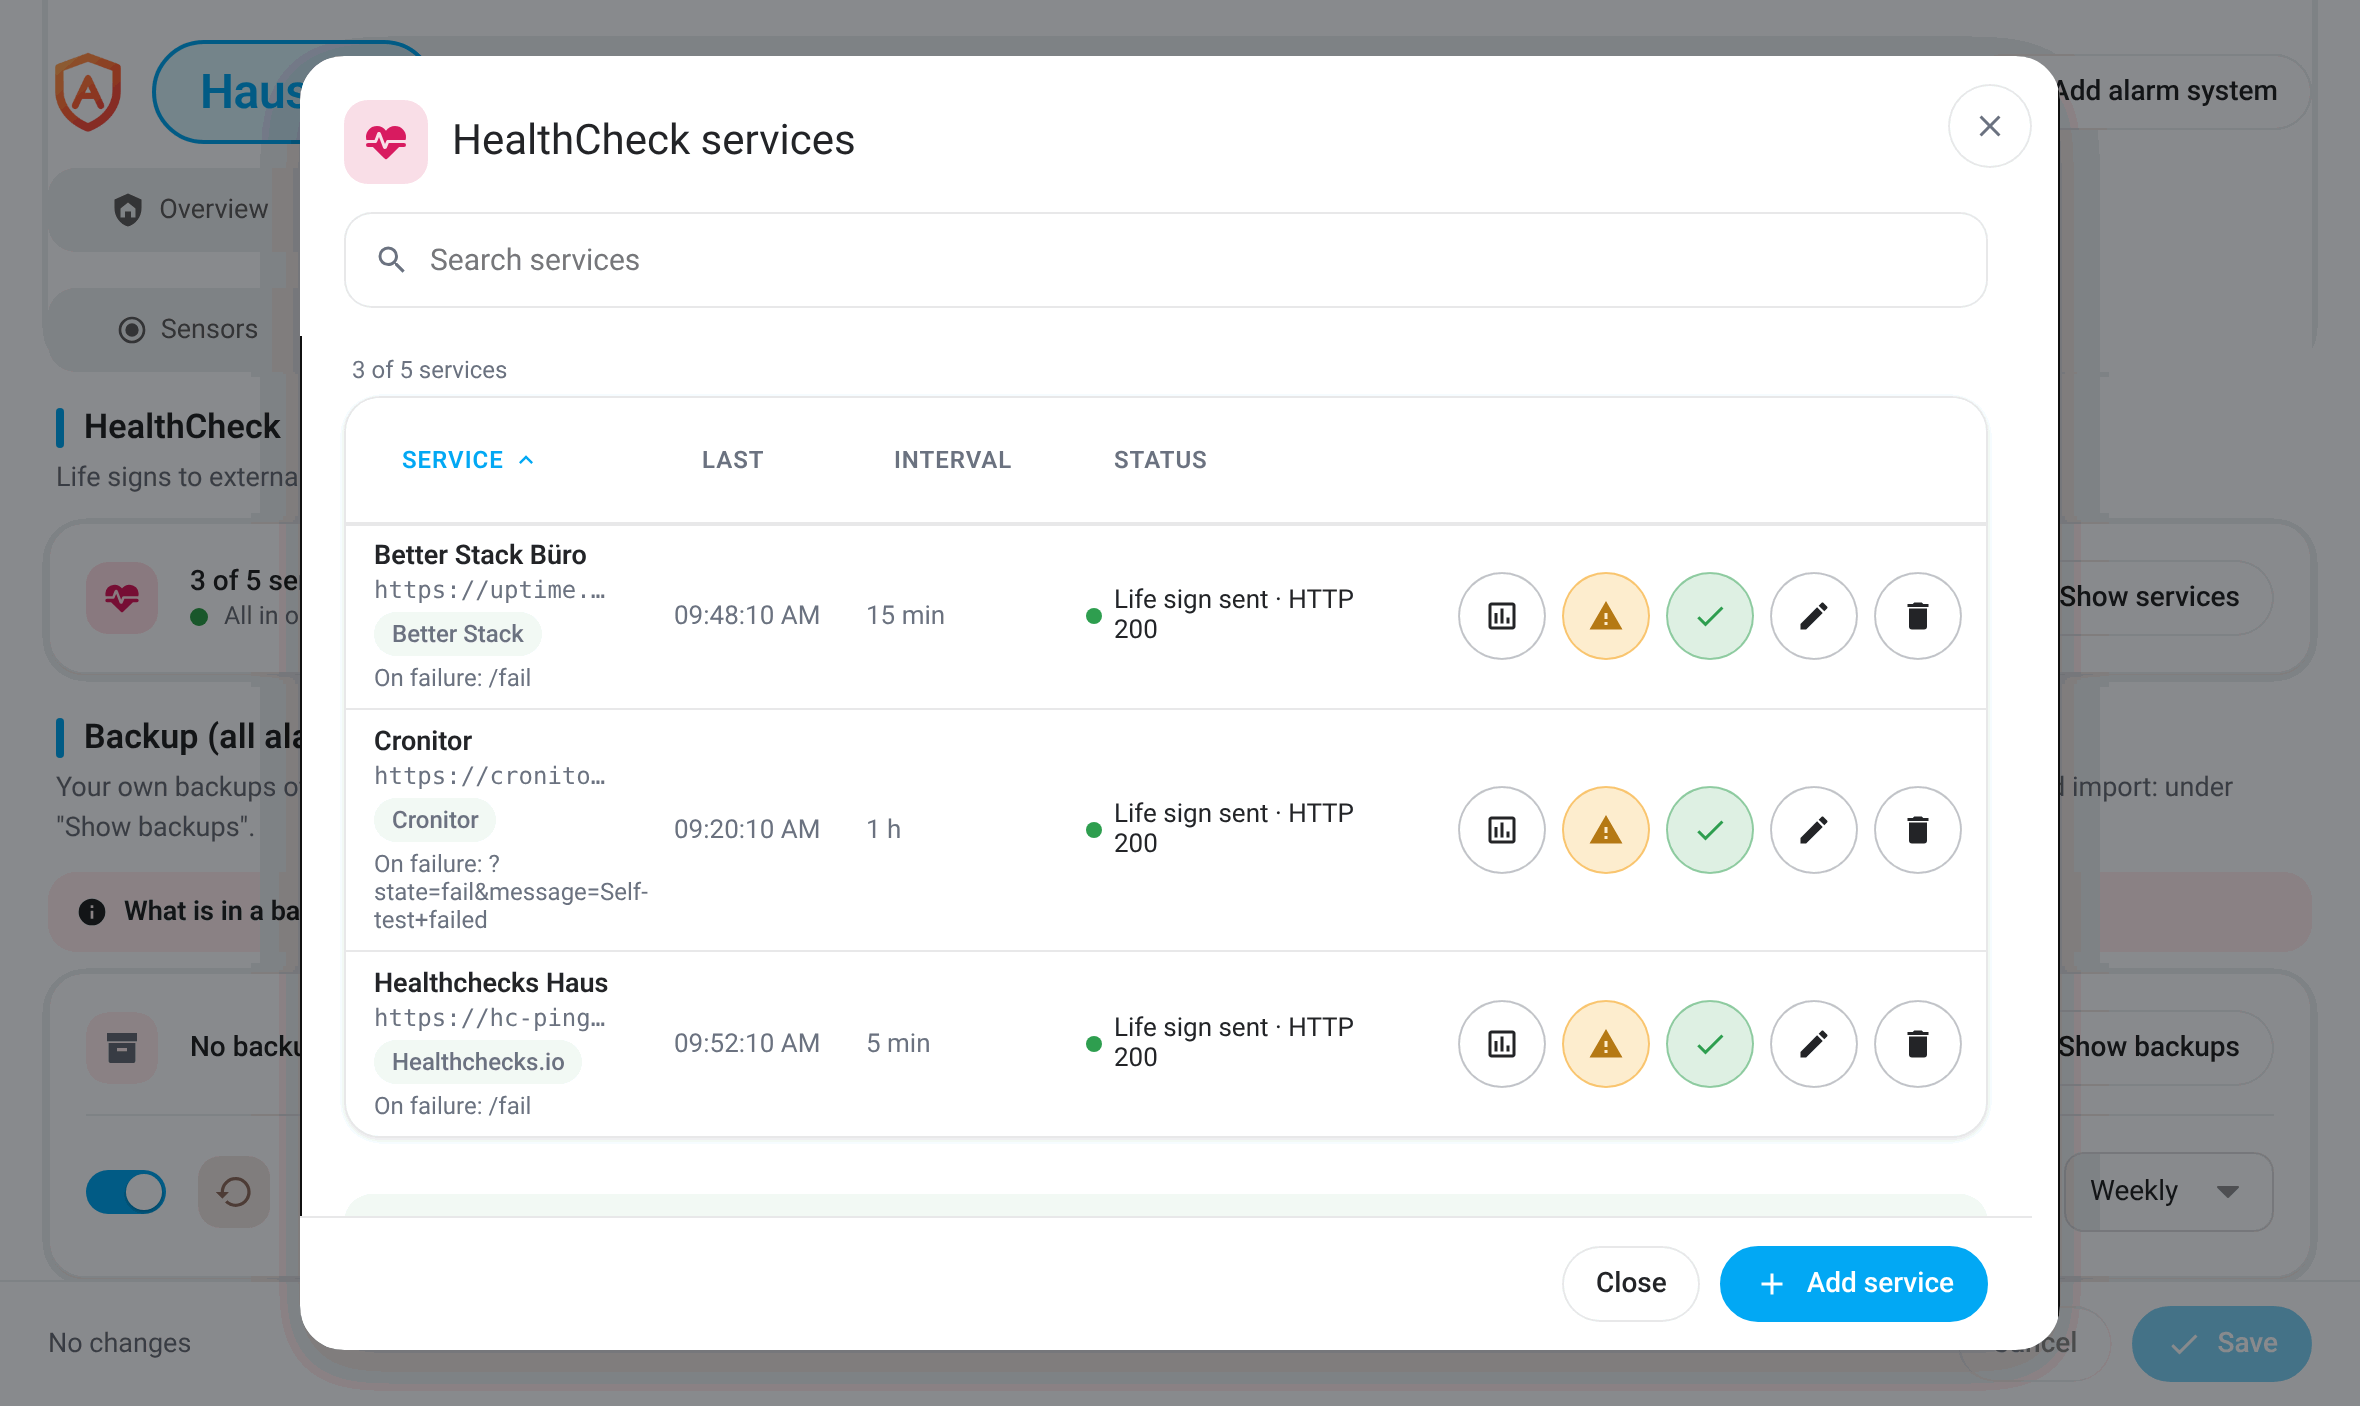 Haus
Add alarm system
HealthCheck services
Overview
Search services
Sensors
3 of 5 services
SERVICE
LAST
INTERVAL
STATUS
HealthCheck
Life signs to externa
Better Stack Büro
https://uptime.…
Better Stack
On failure: /fail
09:48:10 AM
15 min
Life sign sent · HTTP
200
3 of 5 se
All in o
Show services
Cronitor
https://cronito…
Cronitor
On failure: ?
state=fail&message=Self-
test+failed
09:20:10 AM
1 h
Life sign sent · HTTP
200
Backup (all ala
Your own backups o
"Show backups".
import: under
What is in a ba
Healthchecks Haus
https://hc-ping…
Healthchecks.io
On failure: /fail
09:52:10 AM
5 min
Life sign sent · HTTP
200
No backu
Show backups
Weekly
Close
Add service
No changes
Cancel
Save